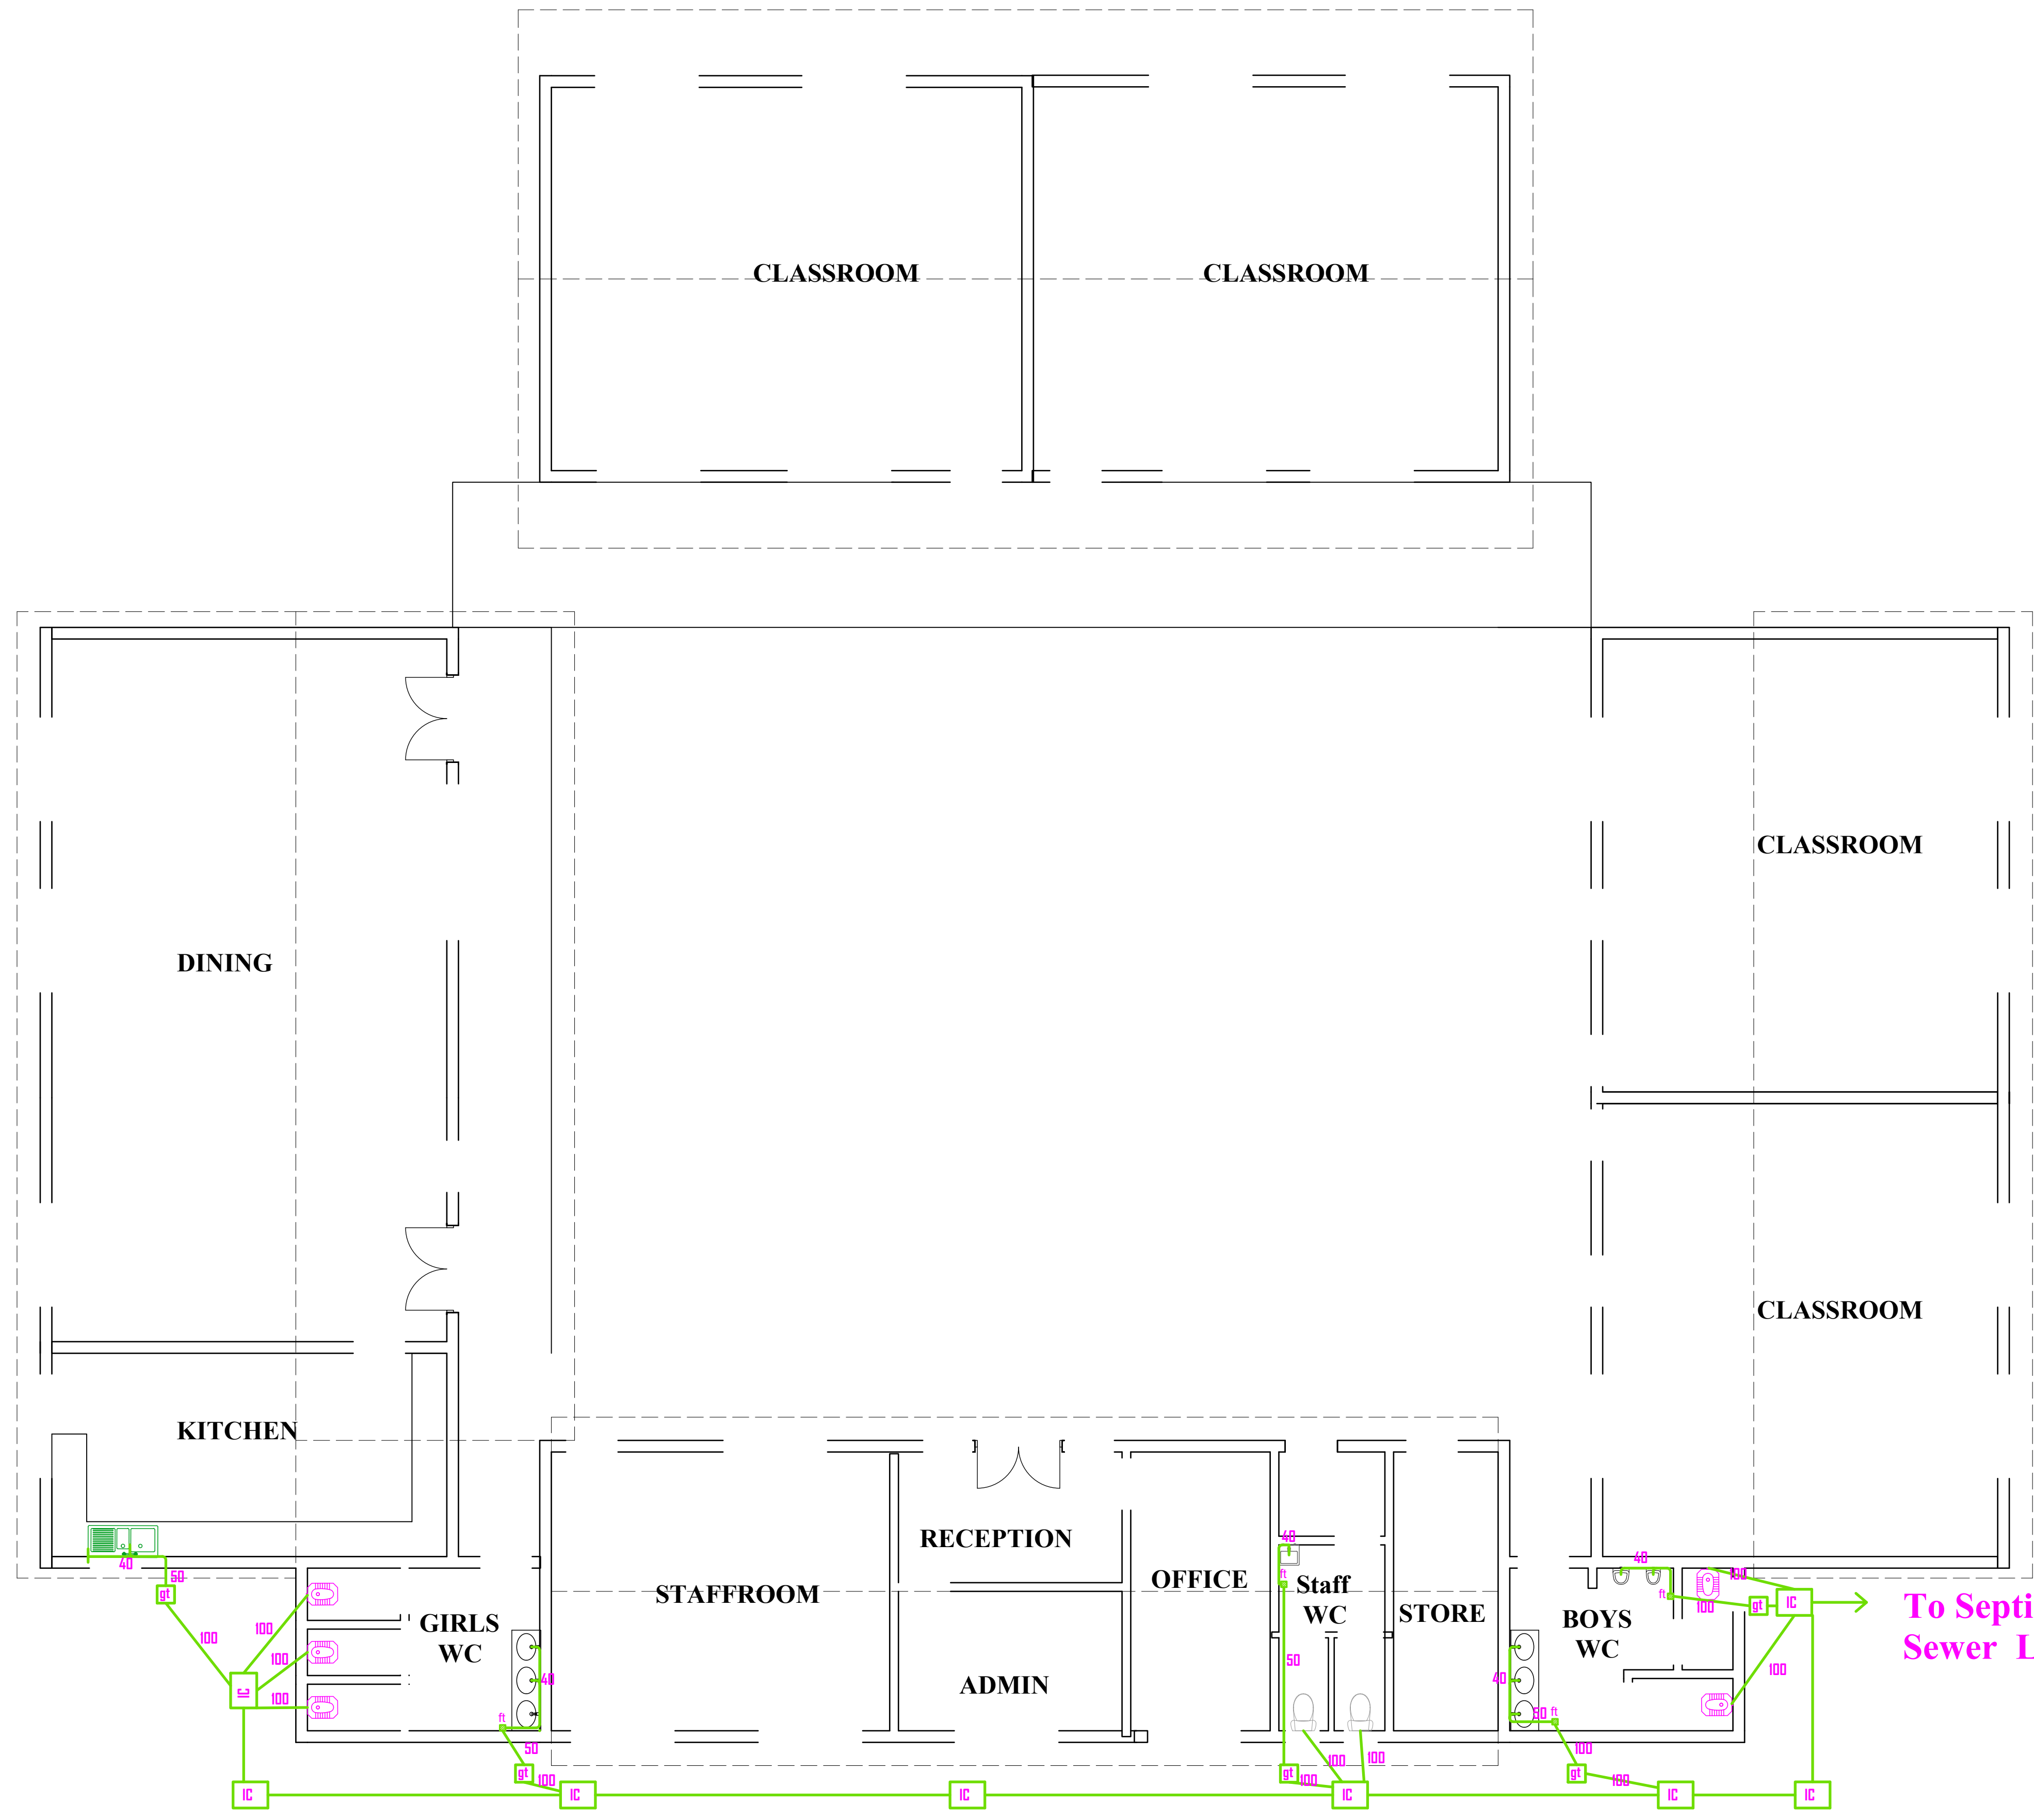 CLASSROOM
CLASSROOM
CLASSROOM
DINING
CLASSROOM
KITCHEN
40
50
gt
100
100
100
100
IC
IC
GIRLS
WC
40
ft
50
gt
100
IC
STAFFROOM
RECEPTION
ADMIN
IC
OFFICE
40
ft
Staff
WC
50
gt
100
100
100
IC
STORE
BOYS
WC
40
ft
100
100
gt
IC
100
40
50
ft
100
gt
100
IC
IC
To Septi
Sewer L